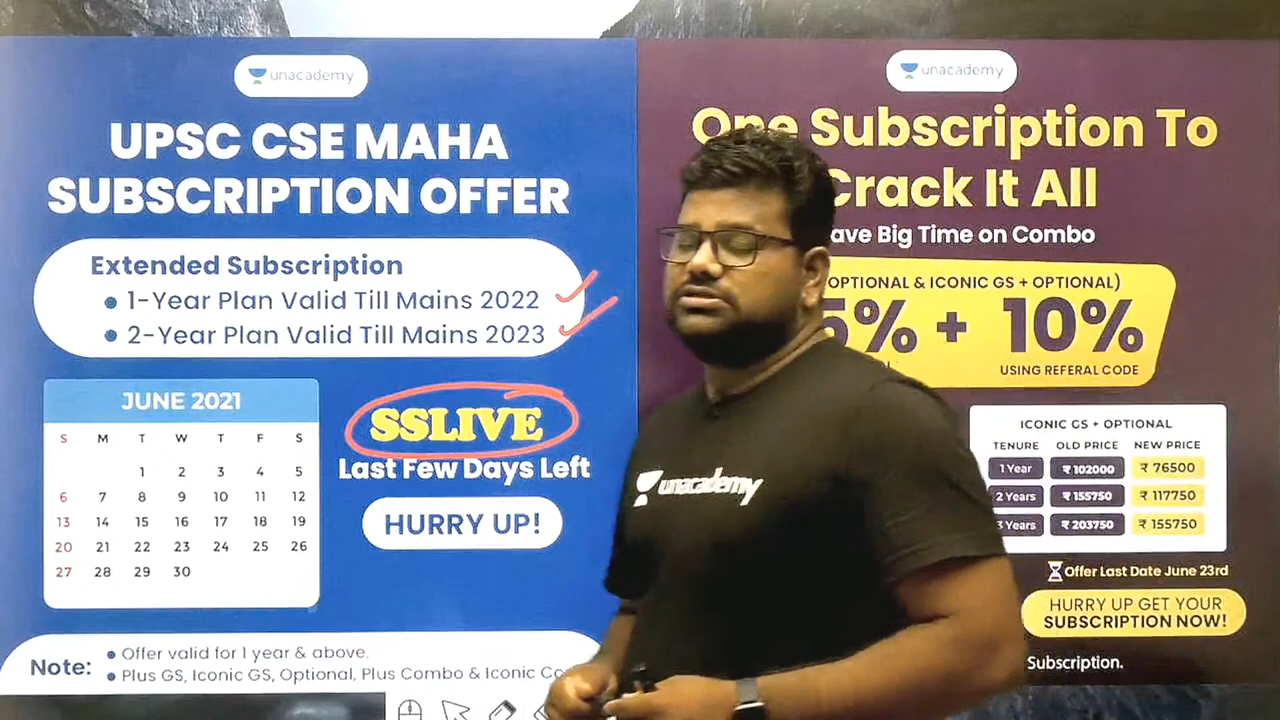 unacademy
UPSC CSE MAHA
SUBSCRIPTION OFFER
Extended Subscription
1-Year Plan Valid Till Mains 2022
2-Year Plan Valid Till Mains 2023
JUNE 2021
S M T W T F S
1 2 3 4 5
6 7 8 9 10 11 12
13 14 15 16 17 18 19
20 21 22 23 24 25 26
27 28 29 30
SSLIVE
Last Few Days Left
HURRY UP!
Note:
Offer valid for 1 year & above.
Plus GS, Iconic GS, Optional, Plus Combo & Iconic
unacademy
One Subscription To
Crack It All
Big Time on Combo
OPTIONAL & ICONIC GS + OPTIONAL)
5% + 10%
USING REFERAL CODE
ICONIC GS + OPTIONAL
TENURE OLD PRICE NEW PRICE
1 Year ₹ 102000 ₹ 76500
2 Years ₹ 155750 ₹ 117750
3 Years ₹ 203750 ₹ 155750
Offer Last Date June 23rd
HURRY UP GET YOUR
SUBSCRIPTION NOW!
Subscription.
unacademy